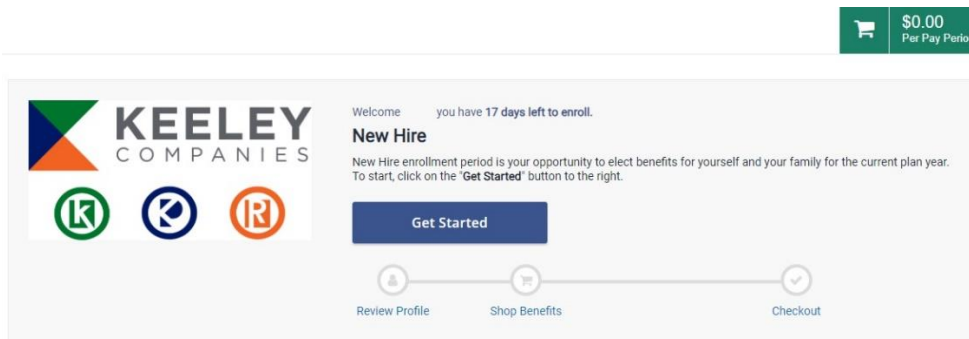 $0.00
Per Pay Perio
KEELEY
COMPANIES
Welcome you have 17 days left to enroll.
New Hire
New Hire enrollment period is your opportunity to elect benefits for yourself and your family for the current plan year.
To start, click on the "Get Started" button to the right.
Get Started
Review Profile
Shop Benefits
Checkout